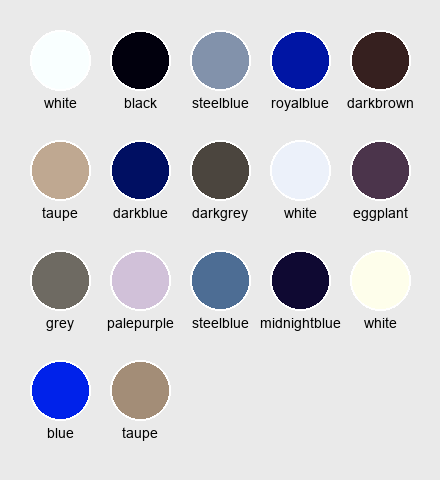 white black steelblue royalblue darkbrown
taupe darkblue darkgrey white eggplant
grey palepurple steelblue midnightblue white
blue taupe